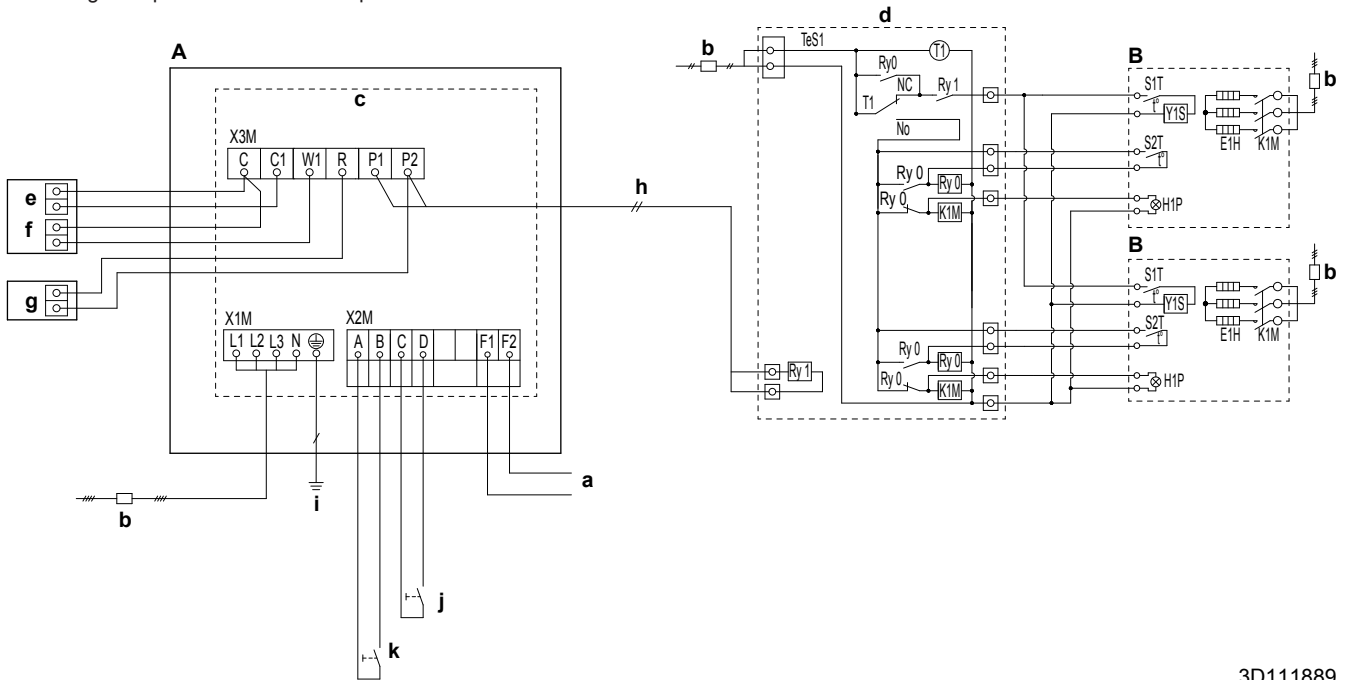 d
b
TeS1
T1
B
A
Ry0
b
c
NC
Ry 1
S1T
T1
t°
Y1S
X3M
No
E1H
K1M
C C1 W1 R P1 P2
S2T
t°
e
h
Ry 0
Ry 0
f
Ry 0
K1M
H1P
B
g
S1T
b
t°
Y1S
X1M
X2M
S2T
E1H
K1M
L1 L2 L3 N
A B C D F1 F2
t°
Ry 0
Ry 0
Ry 1
Ry 0
K1M
H1P
a
b
i
j
k
3D111889